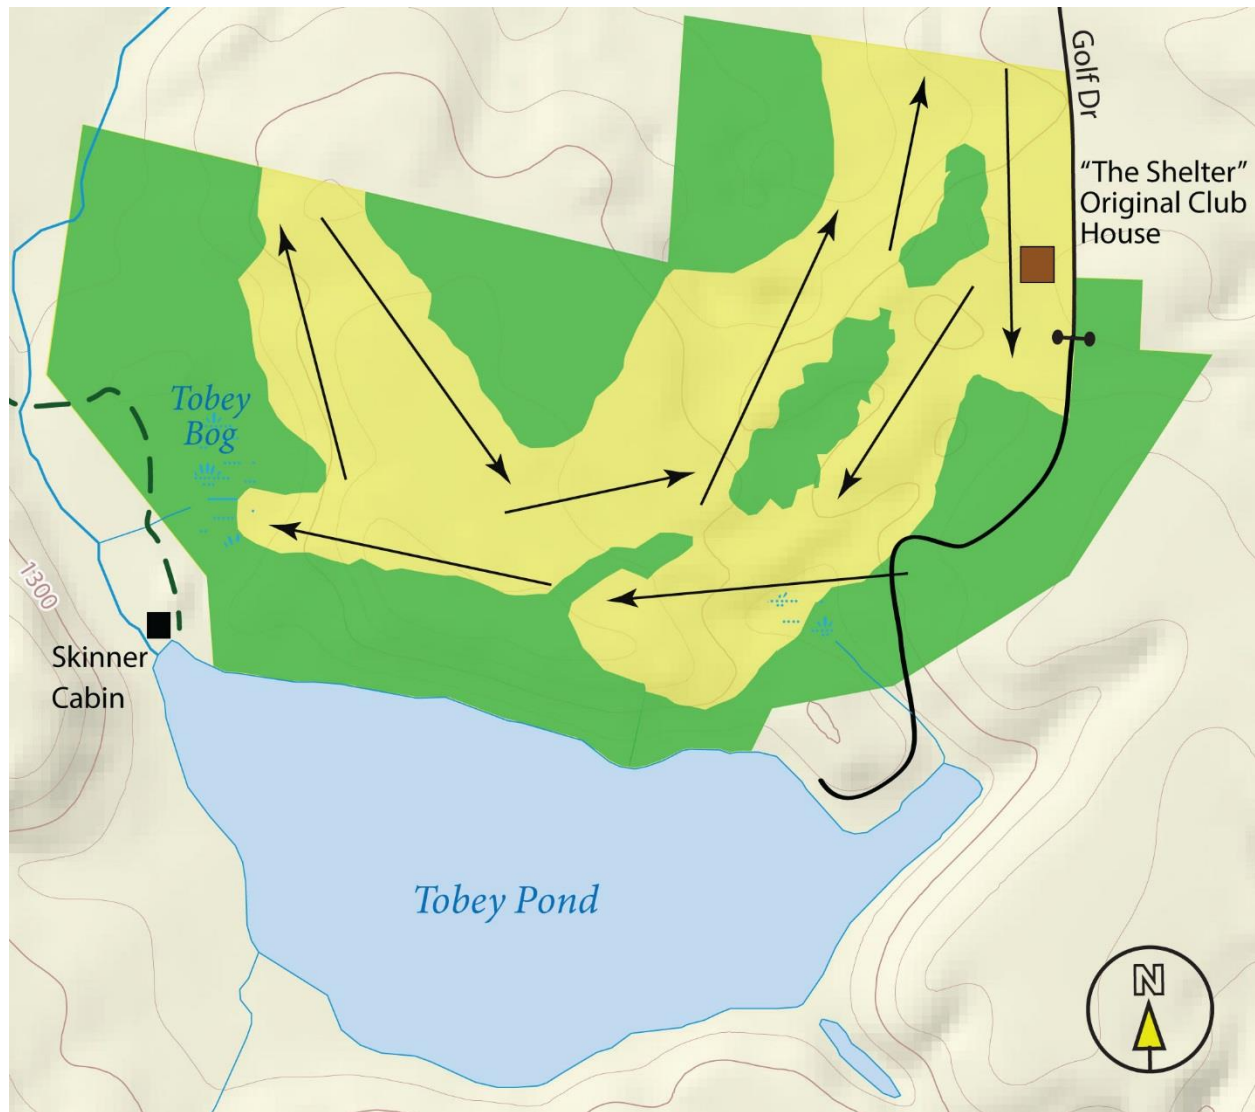 Golf Dr
“The Shelter”
Original Club
House
Tobey
Bog
1300
Skinner
Cabin
Tobey Pond
N